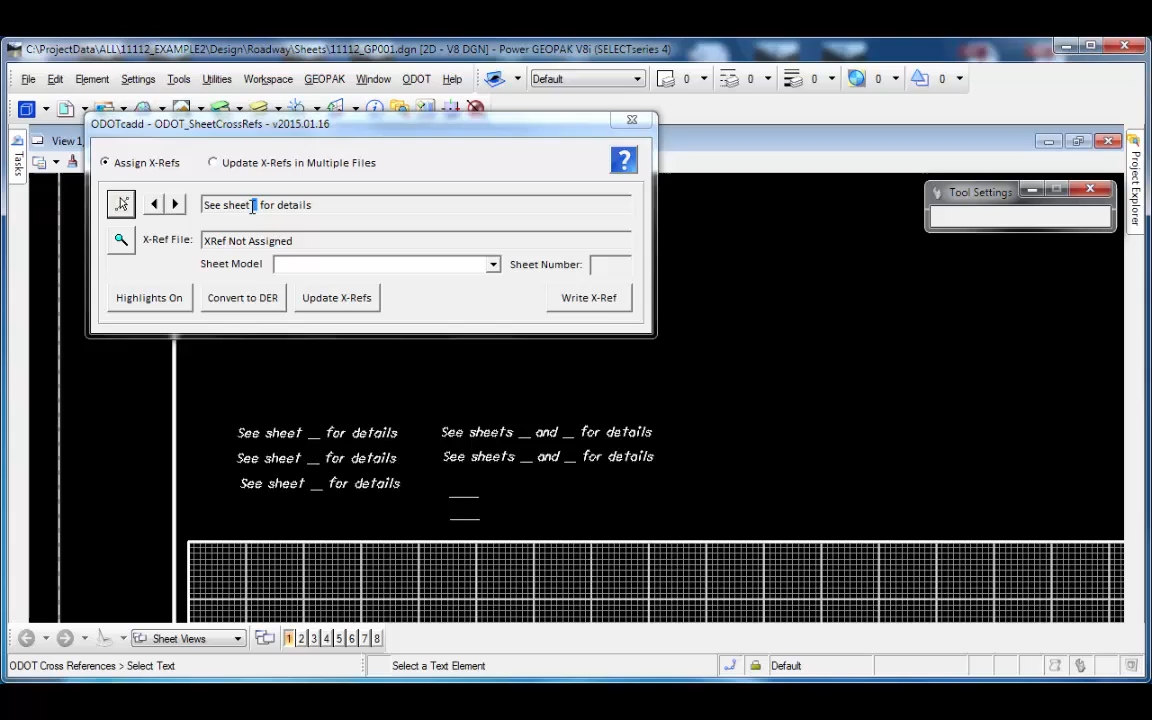 C:\ProjectData\ALL\11112_EXAMPLE2\Design\Roadway\Sheets\11112_GP001.dgn [2D - V8 DGN] - Power GEOPAK V8i (SELECTseries 4)
File Edit Element Settings Tools Utilities Workspace GEOPAK Window ODOT Help Default 0 0 0 0 0
ODOTcadd - ODOT_SheetCrossRefs - v2015.01.16
View 1
Tasks
Project Explorer
Assign X-Refs Update X-Refs in Multiple Files ?
Tool Settings
See sheet __ for details
X-Ref File: XRef Not Assigned
Sheet Model Sheet Number:
Highlights On Convert to DER Update X-Refs Write X-Ref
See sheet __ for details See sheets __ and __ for details
See sheet __ for details See sheets __ and __ for details
See sheet __ for details
Sheet Views 1 2 3 4 5 6 7 8
ODOT Cross References > Select Text Select a Text Element Default